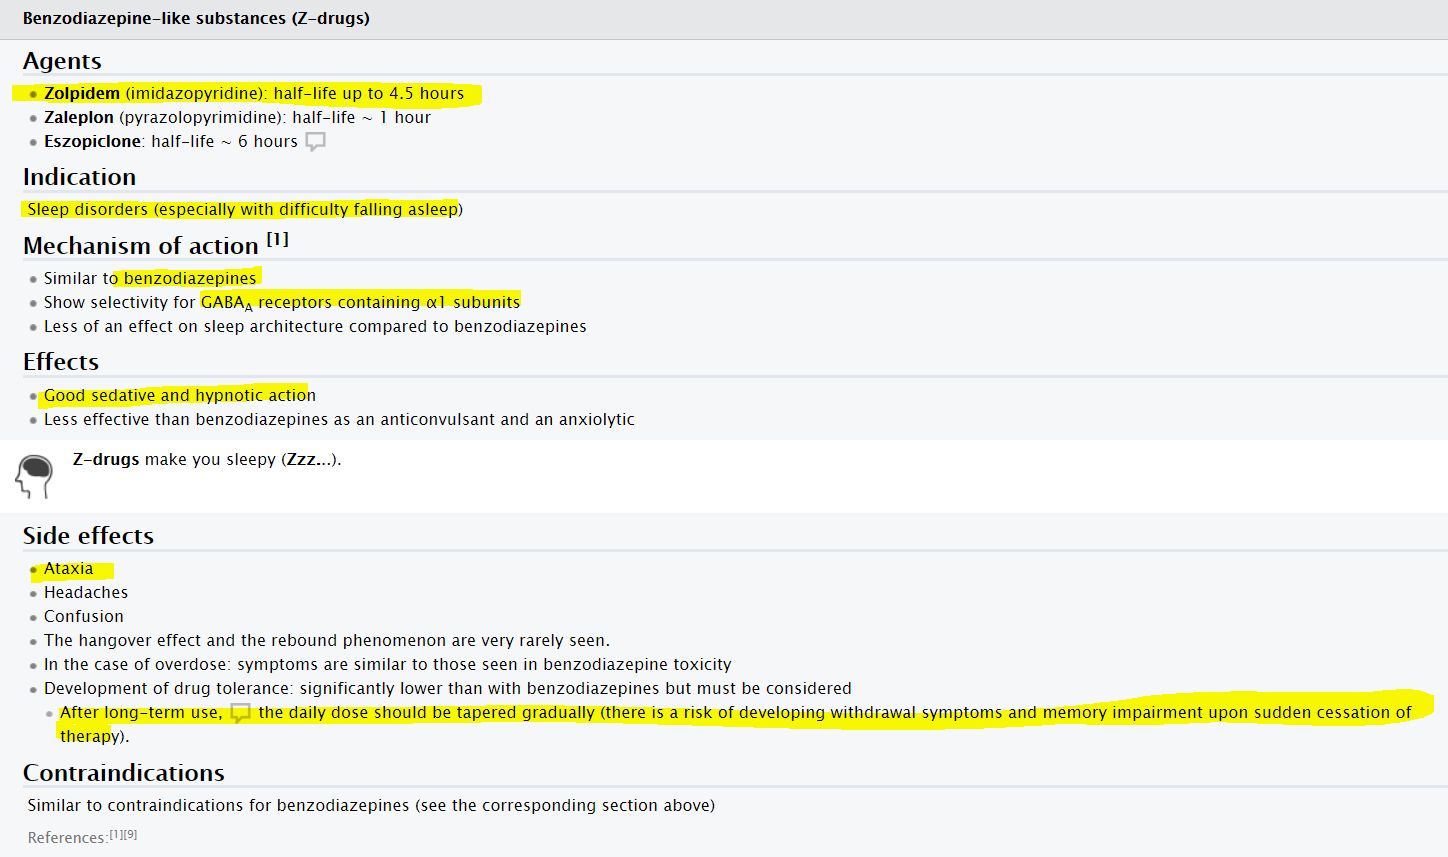 Benzodiazepine-like substances (Z-drugs)
Agents
• Zolpidem (imidazopyridine): half-life up to 4.5 hours
• Zaleplon (pyrazolopyrimidine): half-life ~ 1 hour
• Eszopiclone: half-life ~ 6 hours
Indication
Sleep disorders (especially with difficulty falling asleep)
Mechanism of action [1]
• Similar to benzodiazepines
• Show selectivity for GABAA receptors containing α1 subunits
• Less of an effect on sleep architecture compared to benzodiazepines
Effects
• Good sedative and hypnotic action
• Less effective than benzodiazepines as an anticonvulsant and an anxiolytic
Z-drugs make you sleepy (Zzz...).
Side effects
• Ataxia
• Headaches
• Confusion
• The hangover effect and the rebound phenomenon are very rarely seen.
• In the case of overdose: symptoms are similar to those seen in benzodiazepine toxicity
• Development of drug tolerance: significantly lower than with benzodiazepines but must be considered
• After long-term use, the daily dose should be tapered gradually (there is a risk of developing withdrawal symptoms and memory impairment upon sudden cessation of
therapy).
Contraindications
Similar to contraindications for benzodiazepines (see the corresponding section above)
References:[1][9]